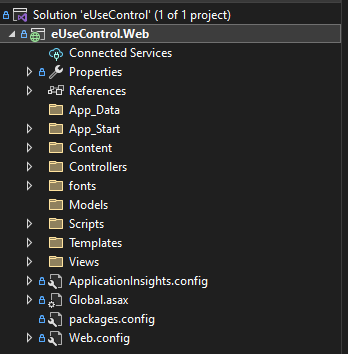 Solution 'eUseControl' (1 of 1 project)
eUseControl.Web
Connected Services
Properties
References
App_Data
App_Start
Content
Controllers
fonts
Models
Scripts
Templates
Views
ApplicationInsights.config
Global.asax
packages.config
Web.config